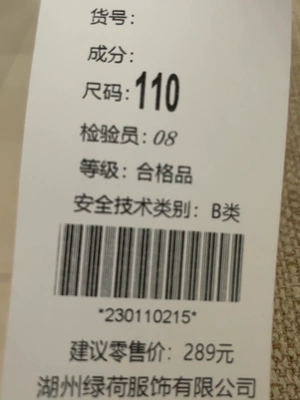 货号：
成分：
尺码：110
检验员：08
等级：合格品
安全技术类别：B类
*230110215*
建议零售价：289元
湖州绿荷服饰有限公司